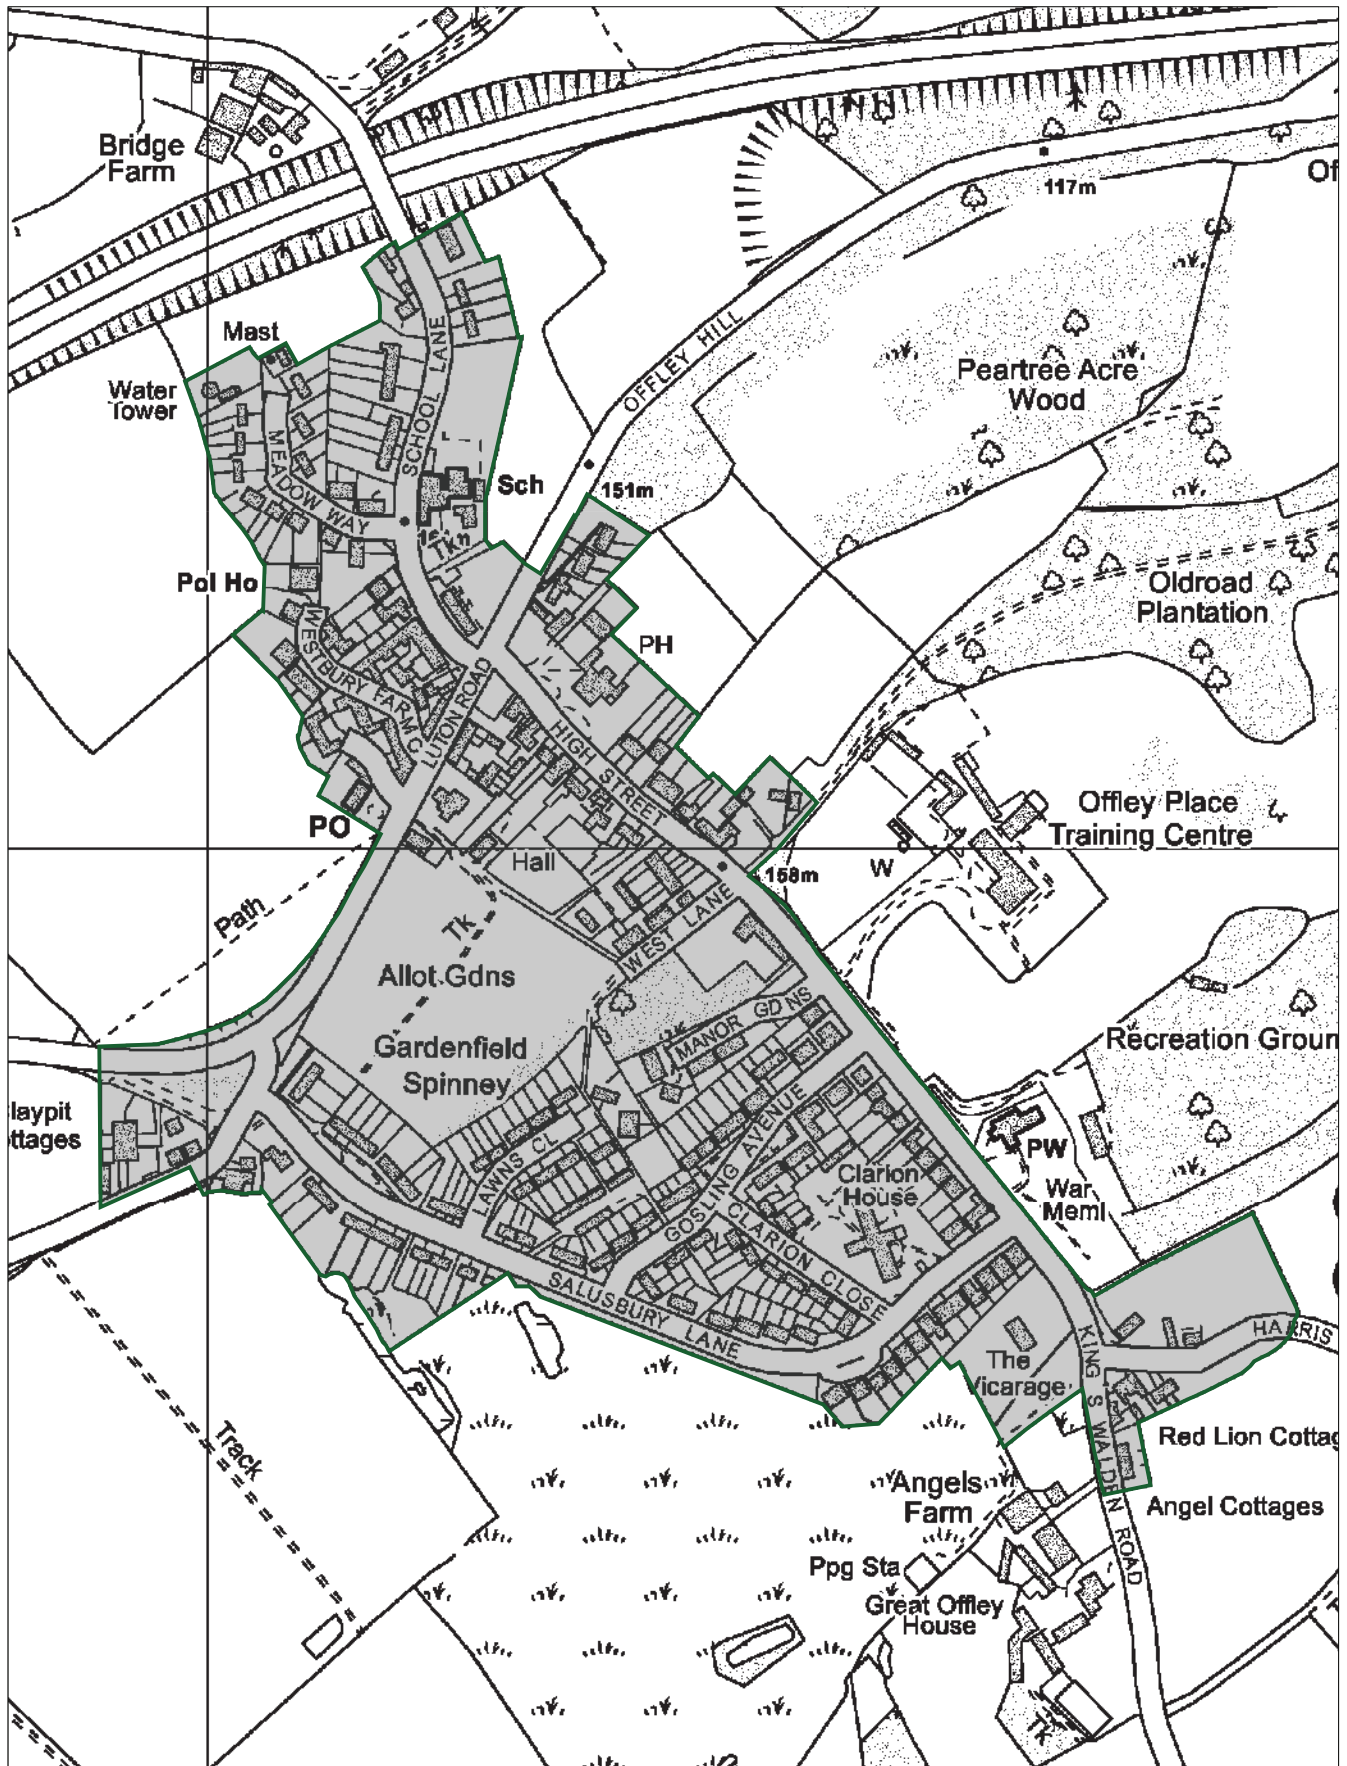 Bridge
Farm
117m
Of
Mast
Water
Tower
SCHOOL LANE
OFFLEY HILL
Peartree Acre
Wood
MEADOW WAY
Sch
151m
Tk
Pol Ho
Oldroad
Plantation
WESTBURY FARM CL
PH
LUTON ROAD
HIGH STREET
PO
Hall
Offley Place
Training Centre
W
158m
Path
Tk
WEST LANE
Allot Gdns
MANOR GDNS
Gardenfield
Spinney
Recreation Groun
laypit
ttages
LAWNS CL
GOSLING AVENUE
PW
Clarion
House
War
Meml
CLARION CLOSE
SALUSBURY LANE
HARRIS
The
Vicarage
KING S WALDEN ROAD
Red Lion Cottag
Track
Angels
Farm
Angel Cottages
Ppg Sta
Great Offley
House
Tk